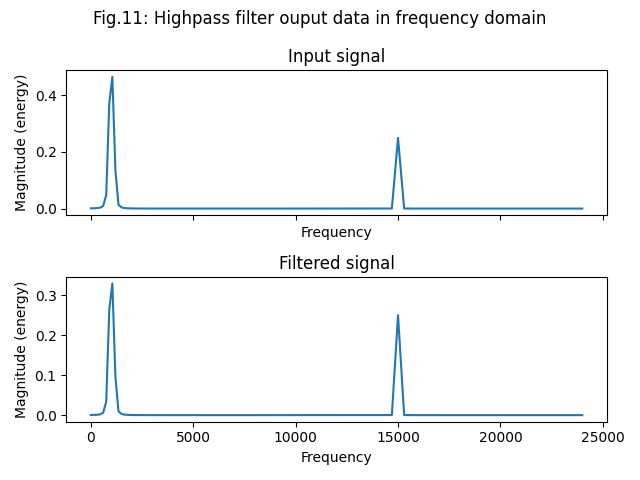 Fig.11: Highpass filter ouput data in frequency domain
Input signal
Magnitude (energy)
0.4
0.2
0.0
Frequency
Filtered signal
Magnitude (energy)
0.3
0.2
0.1
0.0
0 5000 10000 15000 20000 25000
Frequency